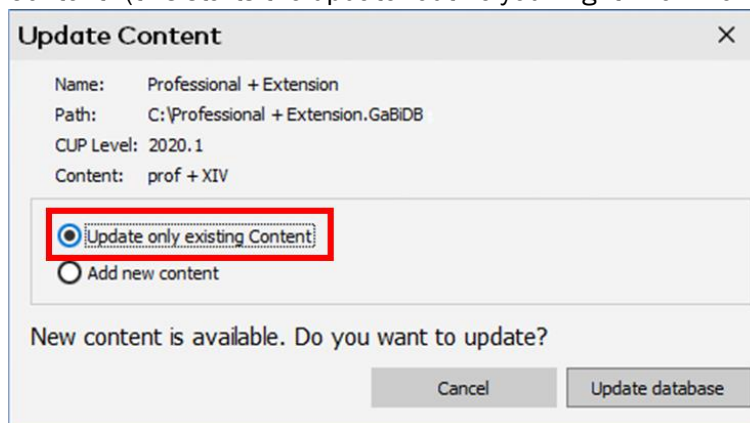 Update Content
Name: Professional + Extension
Path: C:\Professional + Extension.GaBiDB
CUP Level: 2020.1
Content: prof + XIV
Update only existing Content
Add new content
New content is available. Do you want to update?
Cancel Update database